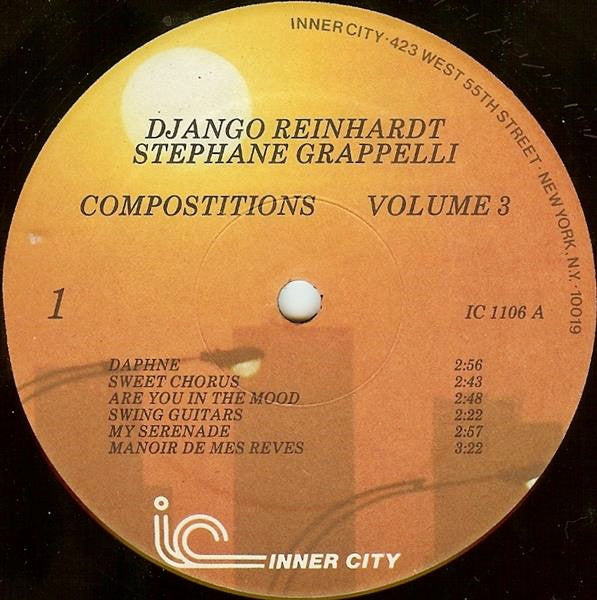 INNER CITY · 423 WEST 55TH STREET · NEW YORK, N.Y. · 10019
DJANGO REINHARDT
STEPHANE GRAPPELLI
COMPOSTITIONS VOLUME 3
1
IC 1106 A
DAPHNE 2:56
SWEET CHORUS 2:43
ARE YOU IN THE MOOD 2:48
SWING GUITARS 2:22
MY SERENADE 2:57
MANOIR DE MES REVES 3:22
ic INNER CITY